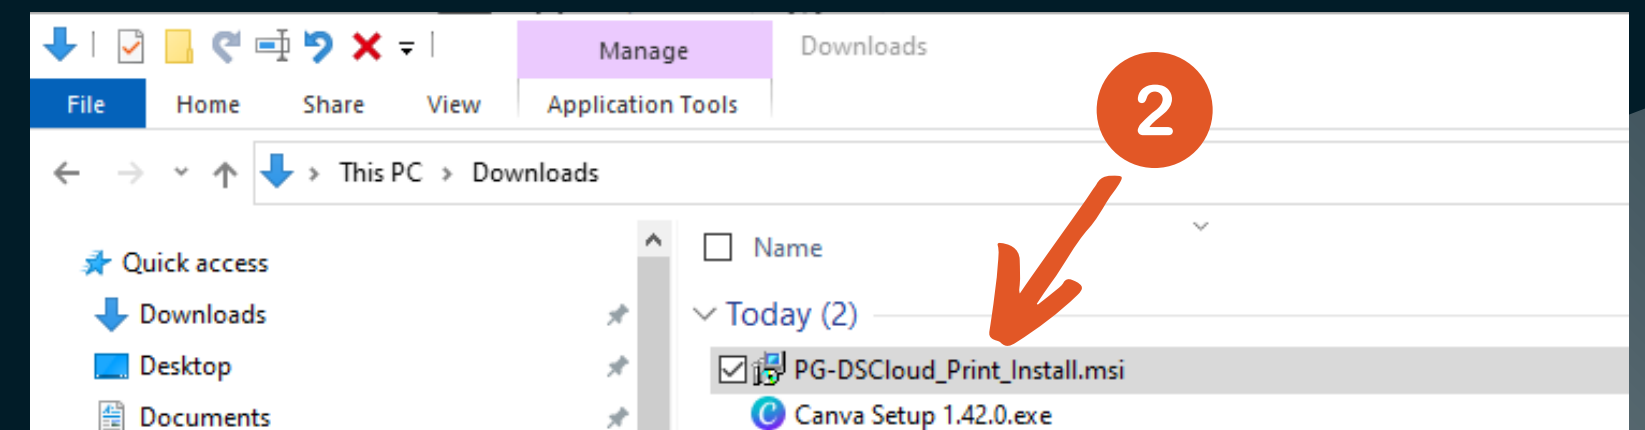 Manage
Downloads
File Home Share View Application Tools
2
This PC > Downloads
Quick access
Name
Downloads
Today (2)
Desktop
PG-DSCloud_Print_Install.msi
Documents
Canva Setup 1.42.0.exe